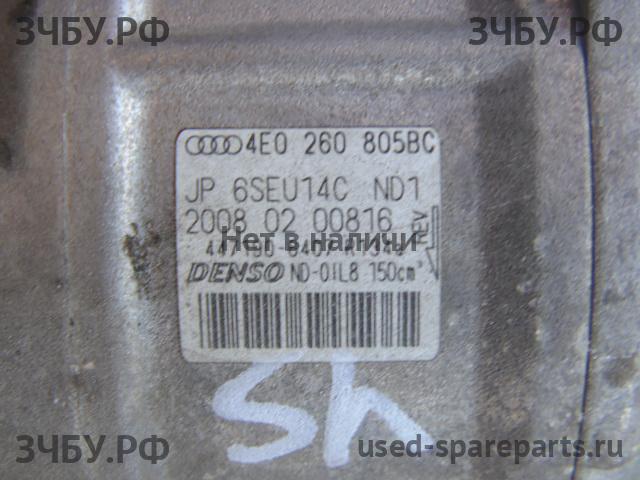 ЗЧБУ.РФ
ЗЧБУ.РФ
4E0 260 805BC
JP 6SEU14C ND1
2008 02 00816
REV
Нет в наличии
DENSO ND-OIL8 150cm³
ЗЧБУ.РФ
used-spareparts.ru